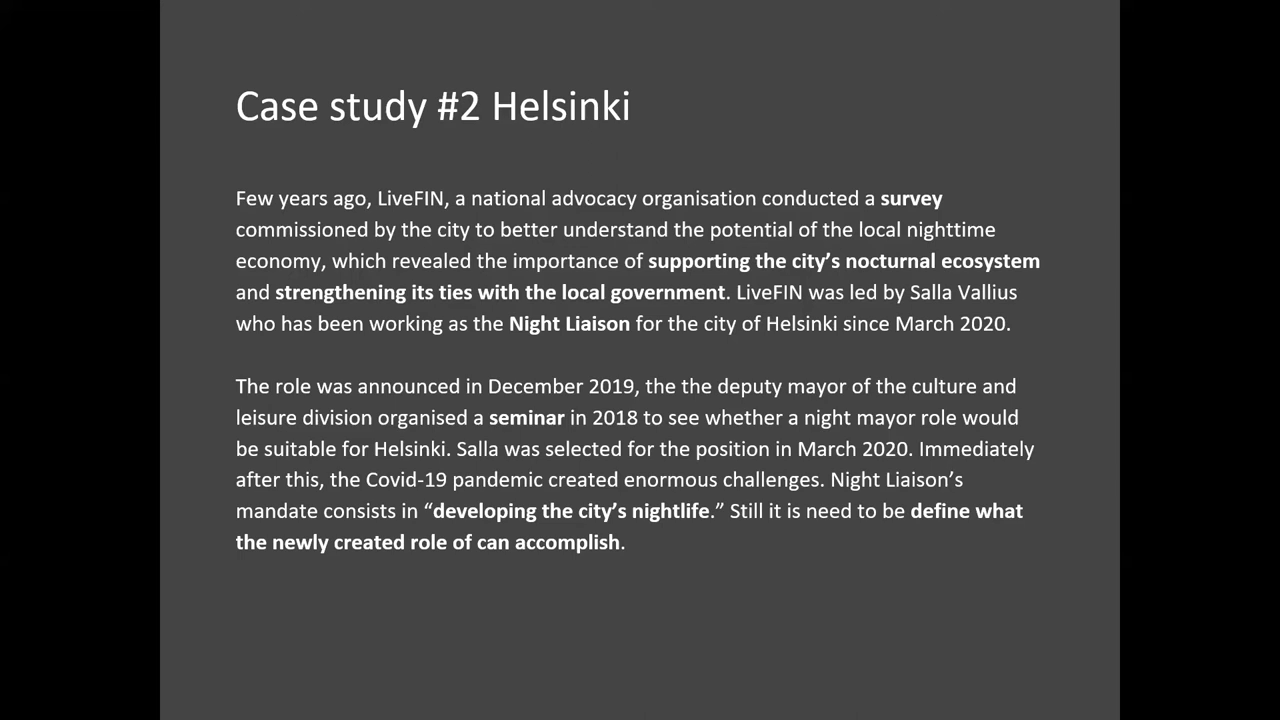 Case study #2 Helsinki
Few years ago, LiveFIN, a national advocacy organisation conducted a survey
commissioned by the city to better understand the potential of the local nighttime
economy, which revealed the importance of supporting the city’s nocturnal ecosystem
and strengthening its ties with the local government. LiveFIN was led by Salla Vallius
who has been working as the Night Liaison for the city of Helsinki since March 2020.
The role was announced in December 2019, the the deputy mayor of the culture and
leisure division organised a seminar in 2018 to see whether a night mayor role would
be suitable for Helsinki. Salla was selected for the position in March 2020. Immediately
after this, the Covid-19 pandemic created enormous challenges. Night Liaison’s
mandate consists in “developing the city’s nightlife.” Still it is need to be define what
the newly created role of can accomplish.